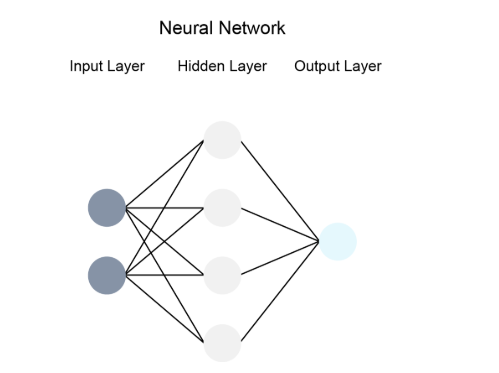 Neural Network
Input Layer Hidden Layer Output Layer